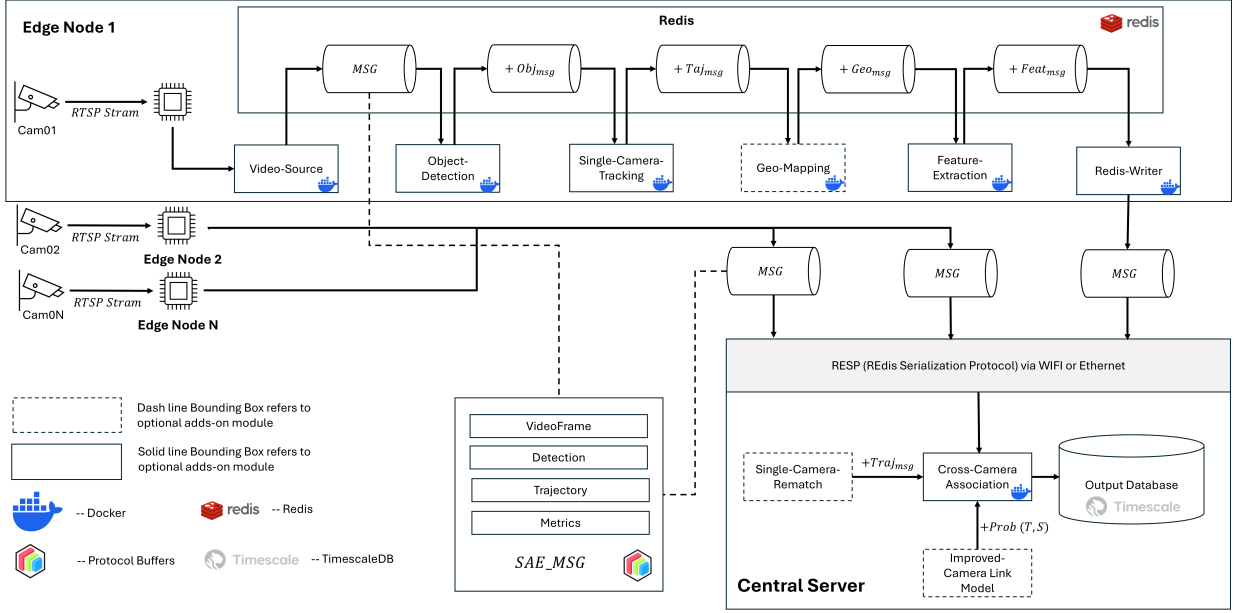 Edge Node 1
Redis
redis
MSG
+ Obj_msg
+ Taj_msg
+ Geo_msg
+ Feat_msg
RTSP Stram
Cam01
Video-Source
Object-
Detection
Single-Camera-
Tracking
Geo-Mapping
Feature-
Extraction
Redis-Writer
Cam02
RTSP Stram
Edge Node 2
Cam0N
RTSP Stram
Edge Node N
MSG
MSG
MSG
RESP (REdis Serialization Protocol) via WIFI or Ethernet
Dash line Bounding Box refers to
optional adds-on module
Solid line Bounding Box refers to
optional adds-on module
-- Docker
redis
-- Redis
-- Protocol Buffers
Timescale
-- TimescaleDB
VideoFrame
Detection
Trajectory
Metrics
SAE_MSG
Single-Camera-
Rematch
+Traj_msg
Cross-Camera
Association
Output Database
Timescale
+Prob (T, S)
Improved-
Camera Link
Model
Central Server